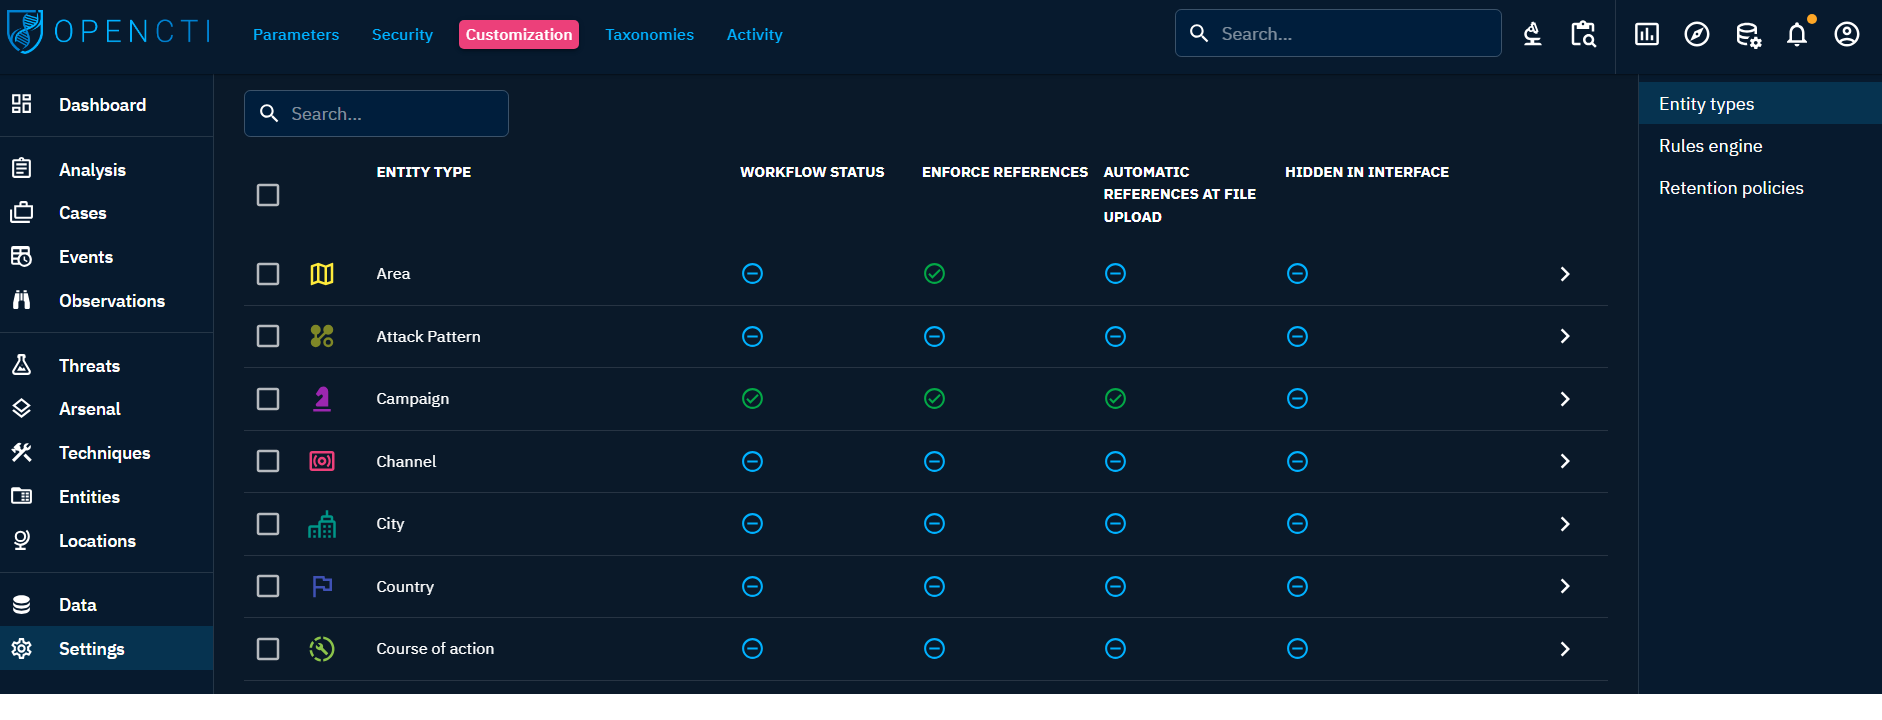 OPENCTI
Parameters
Security
Customization
Taxonomies
Activity
Search...
Dashboard
Analysis
Cases
Events
Observations
Threats
Arsenal
Techniques
Entities
Locations
Data
Settings
Search...
ENTITY TYPE
WORKFLOW STATUS
ENFORCE REFERENCES
AUTOMATIC
REFERENCES AT FILE
UPLOAD
HIDDEN IN INTERFACE
Area
Attack Pattern
Campaign
Channel
City
Country
Course of action
Entity types
Rules engine
Retention policies